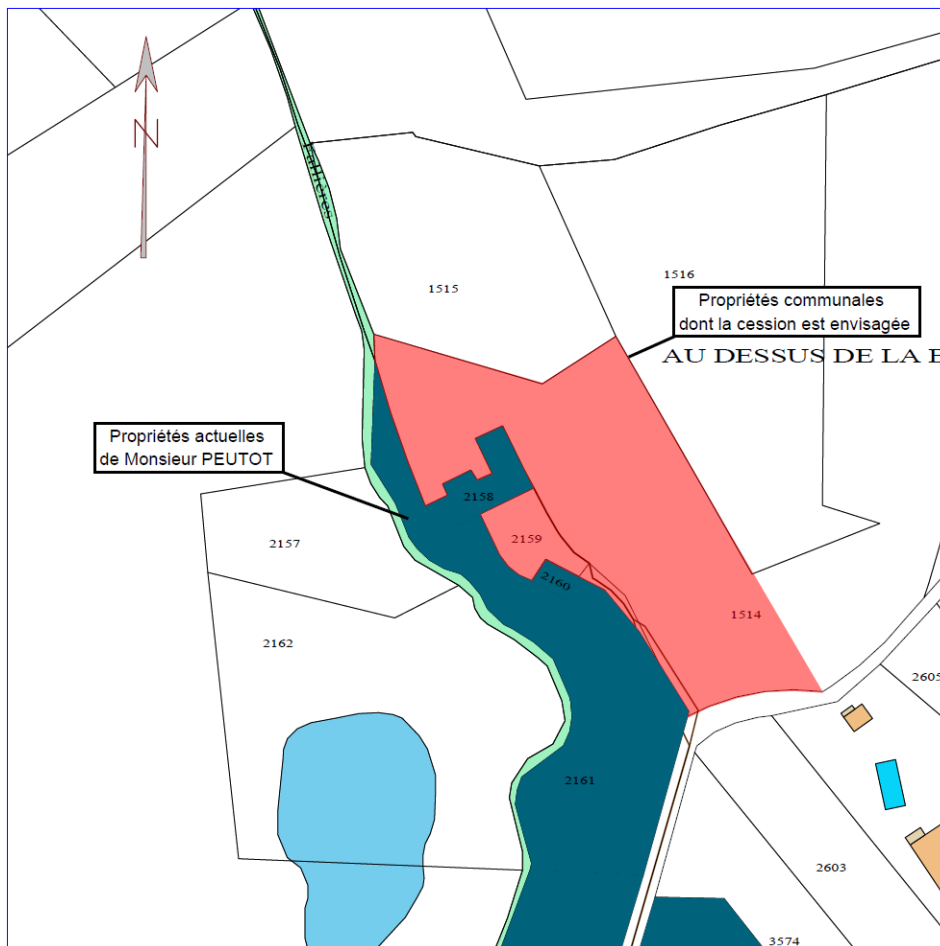 N
Fallières
1515
1516
Propriétés communales
dont la cession est envisagée
AU DESSUS DE LA
Propriétés actuelles
de Monsieur PEUTOT
2158
2157
2159
2160
1514
2162
2605
2161
2603
3574